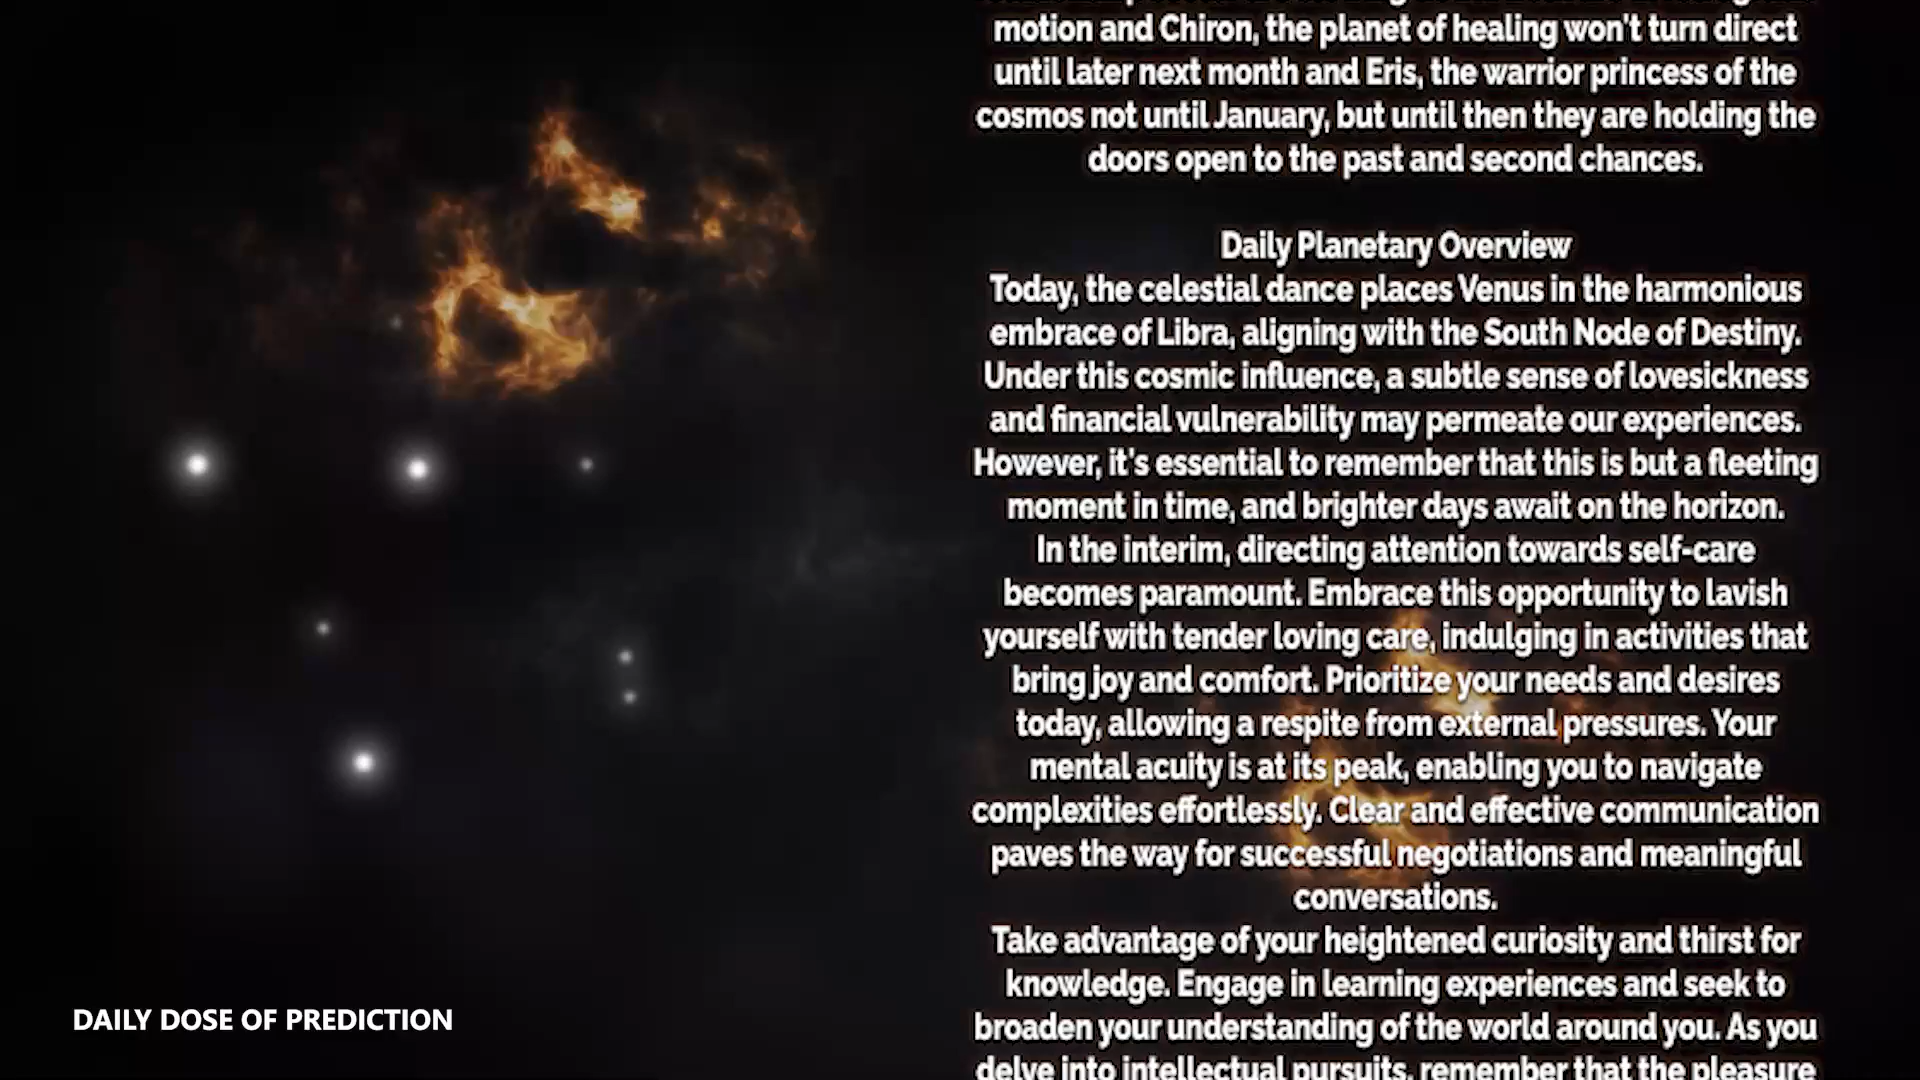 motion and Chiron, the planet of healing won't turn direct
until later next month and Eris, the warrior princess of the
cosmos not until January, but until then they are holding the
doors open to the past and second chances.
Daily Planetary Overview
Today, the celestial dance places Venus in the harmonious
embrace of Libra, aligning with the South Node of Destiny.
Under this cosmic influence, a subtle sense of lovesickness
and financial vulnerability may permeate our experiences.
However, it's essential to remember that this is but a fleeting
moment in time, and brighter days await on the horizon.
In the interim, directing attention towards self-care
becomes paramount. Embrace this opportunity to lavish
yourself with tender loving care, indulging in activities that
bring joy and comfort. Prioritize your needs and desires
today, allowing a respite from external pressures. Your
mental acuity is at its peak, enabling you to navigate
complexities effortlessly. Clear and effective communication
paves the way for successful negotiations and meaningful
conversations.
Take advantage of your heightened curiosity and thirst for
knowledge. Engage in learning experiences and seek to
broaden your understanding of the world around you. As you
delve into intellectual pursuits, remember that the pleasure
DAILY DOSE OF PREDICTION